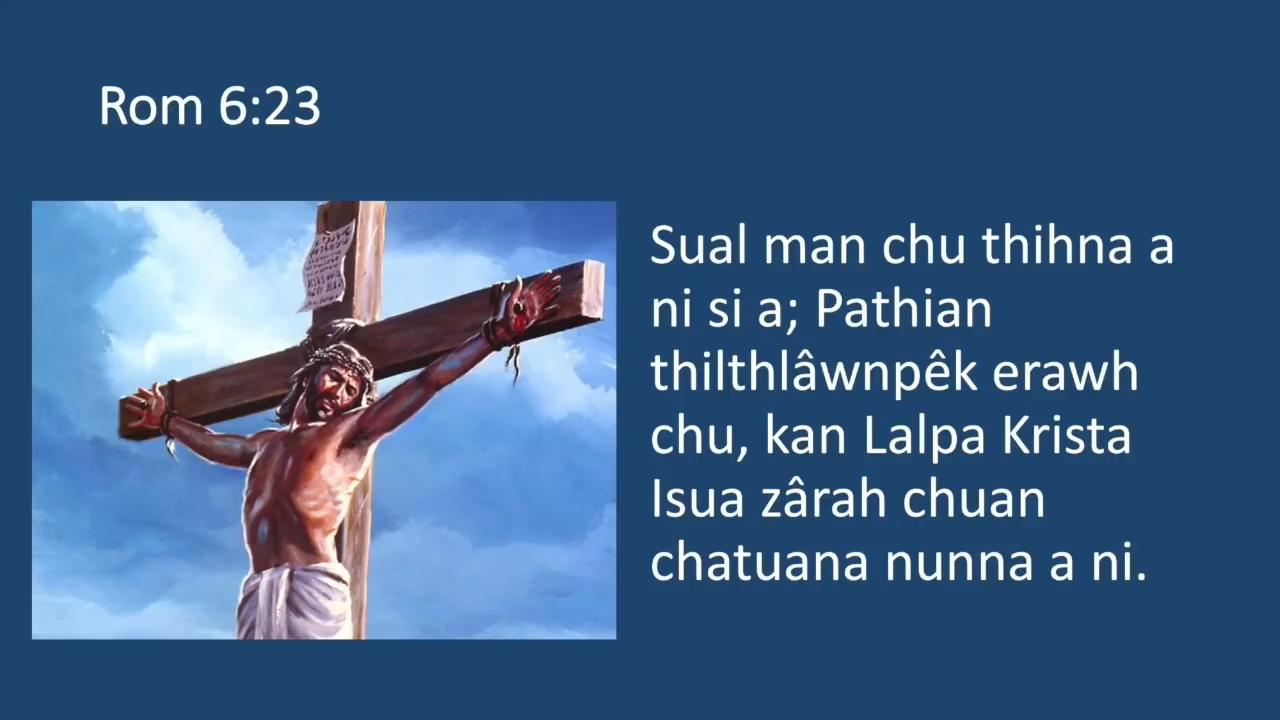 Rom 6:23
Sual man chu thihna a
ni si a; Pathian
thilthlâwnpêk erawh
chu, kan Lalpa Krista
Isua zârah chuan
chatuana nunna a ni.